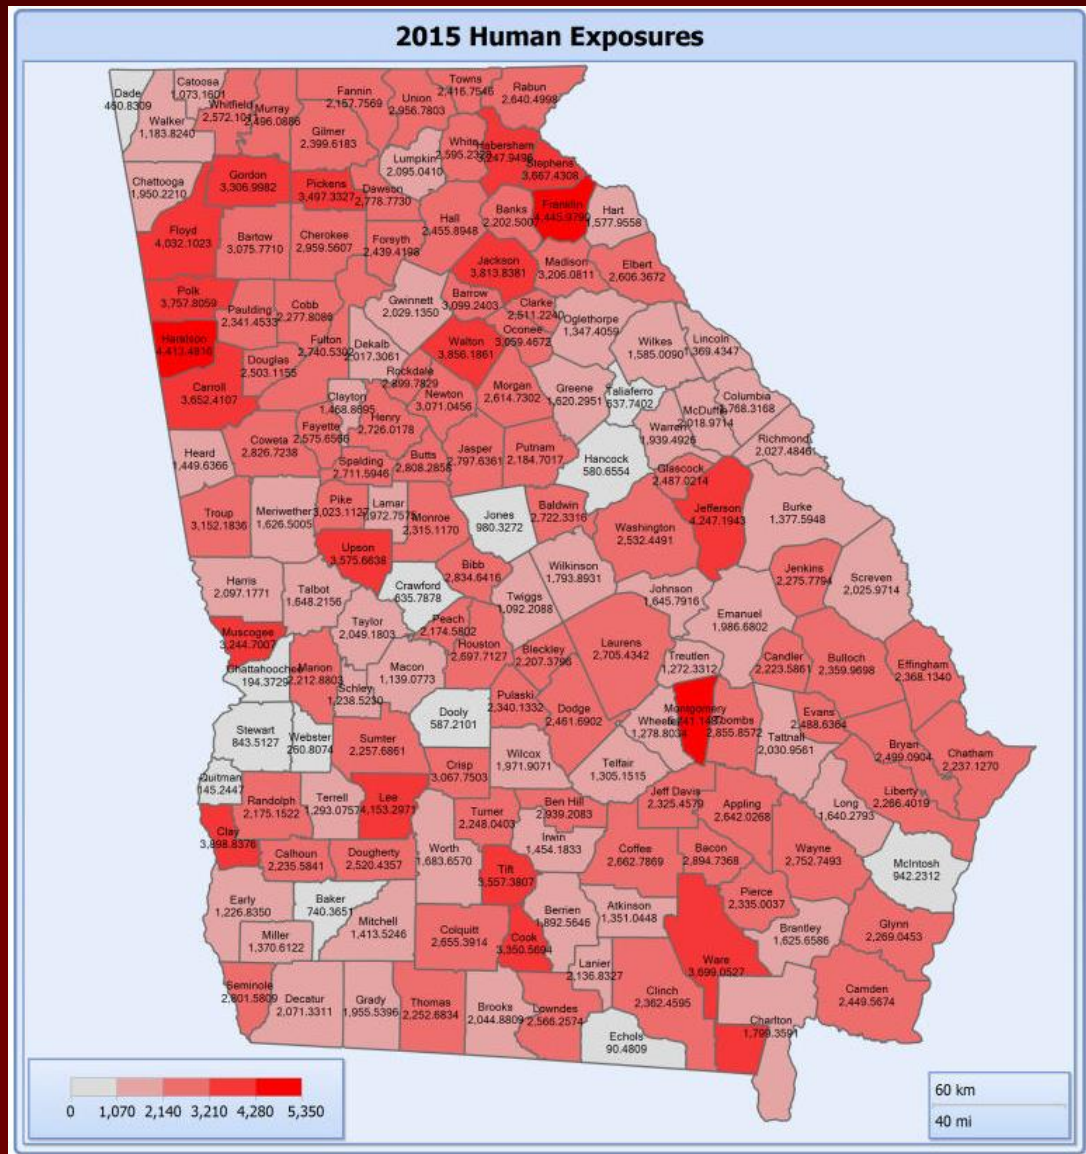 2015 Human Exposures
Dade
460.8309
Catoosa
1,073.1601
Walker
1,183.8240
Whitfield
2,572.1041
Murray
2,496.0886
Fannin
2,157.7569
Gilmer
2,399.6183
Union
2,956.7803
Towns
2,416.7546
Rabun
2,640.4998
White
Habersham
3,247.9496
Stephens
3,667.4308
Lumpkin
2,095.0410
Chattooga
1,950.2210
Gordon
3,306.9982
Pickens
3,497.3327
Dawson
2,778.7730
Hall
2,455.8948
Banks
Franklin
Hart
1,577.9558
Floyd
4,032.1023
Bartow
3,075.7710
Cherokee
2,959.5607
Forsyth
2,439.4198
Jackson
3,813.8381
Madison
3,206.0811
Elbert
2,606.3672
Polk
3,757.8059
Paulding
2,341.4533
Cobb
2,277.8086
Gwinnett
2,029.1350
Barrow
3,099.2403
Clarke
2,511.2240
Oconee
3,059.4672
Oglethorpe
1,347.4059
Wilkes
1,585.0090
Lincoln
1,369.4347
Haralson
4,413.4816
Douglas
2,503.1155
Fulton
Dekalb
2,017.3061
Walton
3,856.1861
Rockdale
2,899.7829
Newton
3,071.0456
Morgan
2,614.7302
Greene
1,620.2951
Taliaferro
637.7402
Columbia
1,768.3168
McDuffie
2,018.9714
Warren
1,939.4926
Richmond
2,027.4846
Carroll
3,652.4107
Clayton
1,468.8695
Henry
2,726.0178
Fayette
2,575.6566
Coweta
2,826.7238
Heard
1,449.6366
Spalding
2,711.5946
Butts
2,808.2858
Jasper
2,797.6361
Putnam
2,184.7017
Hancock
580.6554
Glascock
2,487.0214
Jefferson
4,247.1943
Burke
1,377.5948
Troup
3,152.1836
Meriwether
1,626.5005
Pike
3,023.1127
Lamar
Monroe
2,315.1170
Jones
980.3272
Baldwin
2,722.3316
Washington
2,532.4491
Upson
3,575.6638
Bibb
2,834.6416
Wilkinson
1,793.8931
Jenkins
2,275.7794
Screven
2,025.9714
Harris
2,097.1771
Talbot
1,648.2156
Crawford
635.7878
Twiggs
1,092.2088
Johnson
1,645.7916
Emanuel
1,986.6802
Taylor
2,049.1803
Peach
2,174.5802
Houston
2,697.7127
Bleckley
2,207.3796
Laurens
2,705.4342
Treutlen
1,272.3312
Candler
2,223.5861
Bulloch
2,359.9698
Effingham
2,368.1340
Muscogee
3,244.7007
Chattahoochee
194.3729
Marion
2,212.8803
Schley
1,238.5230
Macon
1,139.0773
Dooly
587.2101
Pulaski
2,340.1332
Dodge
2,461.6902
Wheeler
1,278.8034
Montgomery
Toombs
2,855.8572
Tattnall
2,030.9561
Evans
2,488.6364
Bryan
2,499.0904
Chatham
2,237.1270
Stewart
843.5127
Webster
260.8074
Sumter
2,257.6861
Crisp
3,067.7503
Wilcox
1,971.9071
Telfair
1,305.1515
Liberty
2,266.4019
Quitman
145.2447
Randolph
2,175.1522
Terrell
1,293.0757
Lee
4,153.2971
Turner
2,248.0403
Ben Hill
2,939.2083
Jeff Davis
2,325.4579
Appling
2,642.0268
Long
1,640.2793
Clay
3,898.8376
Calhoun
2,235.5841
Dougherty
2,520.4357
Worth
1,683.6570
Irwin
1,454.1833
Coffee
2,662.7869
Bacon
2,894.7368
Wayne
2,752.7493
McIntosh
942.2312
Tift
3,557.3807
Early
1,226.8350
Baker
740.3651
Mitchell
1,413.5246
Berrien
1,892.5646
Atkinson
1,351.0448
Pierce
2,335.0037
Brantley
1,625.6586
Glynn
2,269.0453
Miller
1,370.6122
Colquitt
2,655.3914
Cook
3,350.5694
Lanier
2,136.8327
Ware
3,699.0527
Clinch
2,362.4595
Camden
2,449.5674
Seminole
2,801.5809
Decatur
2,071.3311
Grady
1,955.5396
Thomas
2,252.6834
Brooks
2,044.8809
Lowndes
2,566.2574
Echols
90.4809
Charlton
1,799.3591
0 1,070 2,140 3,210 4,280 5,350
60 km
40 mi